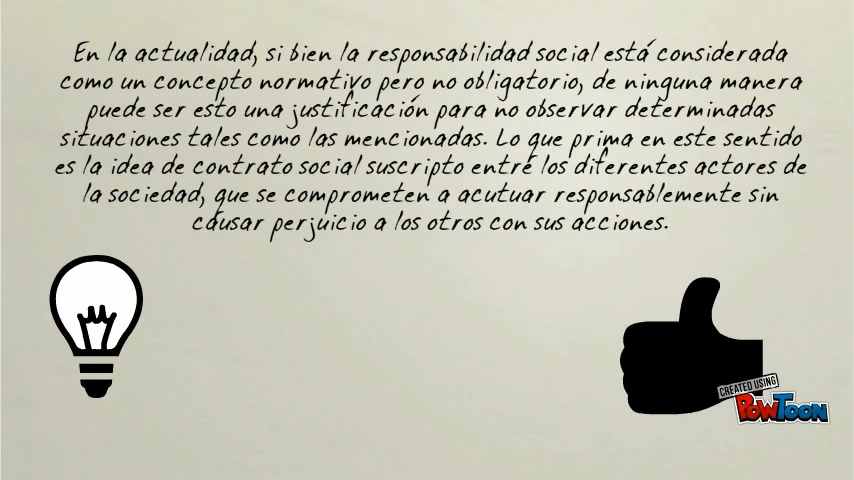 En la actualidad, si bien la responsabilidad social está considerada
como un concepto normativo pero no obligatorio, de ninguna manera
puede ser esto una justificación para no observar determinadas
situaciones tales como las mencionadas. Lo que prima en este sentido
es la idea de contrato social suscripto entre los diferentes actores de
la sociedad, que se comprometen a acutuar responsablemente sin
causar perjuicio a los otros con sus acciones.
CREATED USING
POWTOON